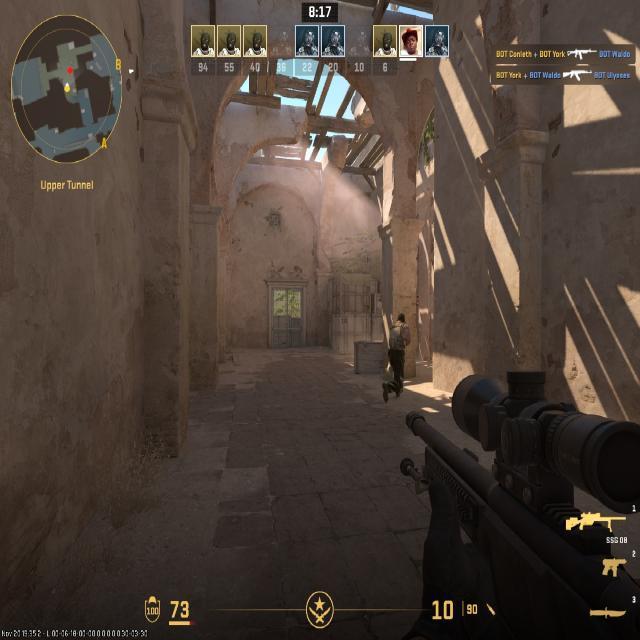 8:17
94 55 40 56 22 20 10 6
B
A
Upper Tunnel
BOT Conleth + BOT York BOT Waldo
BOT York + BOT Waldo BOT Ulysses
1
SSG 08
2
3
100 73
10 90